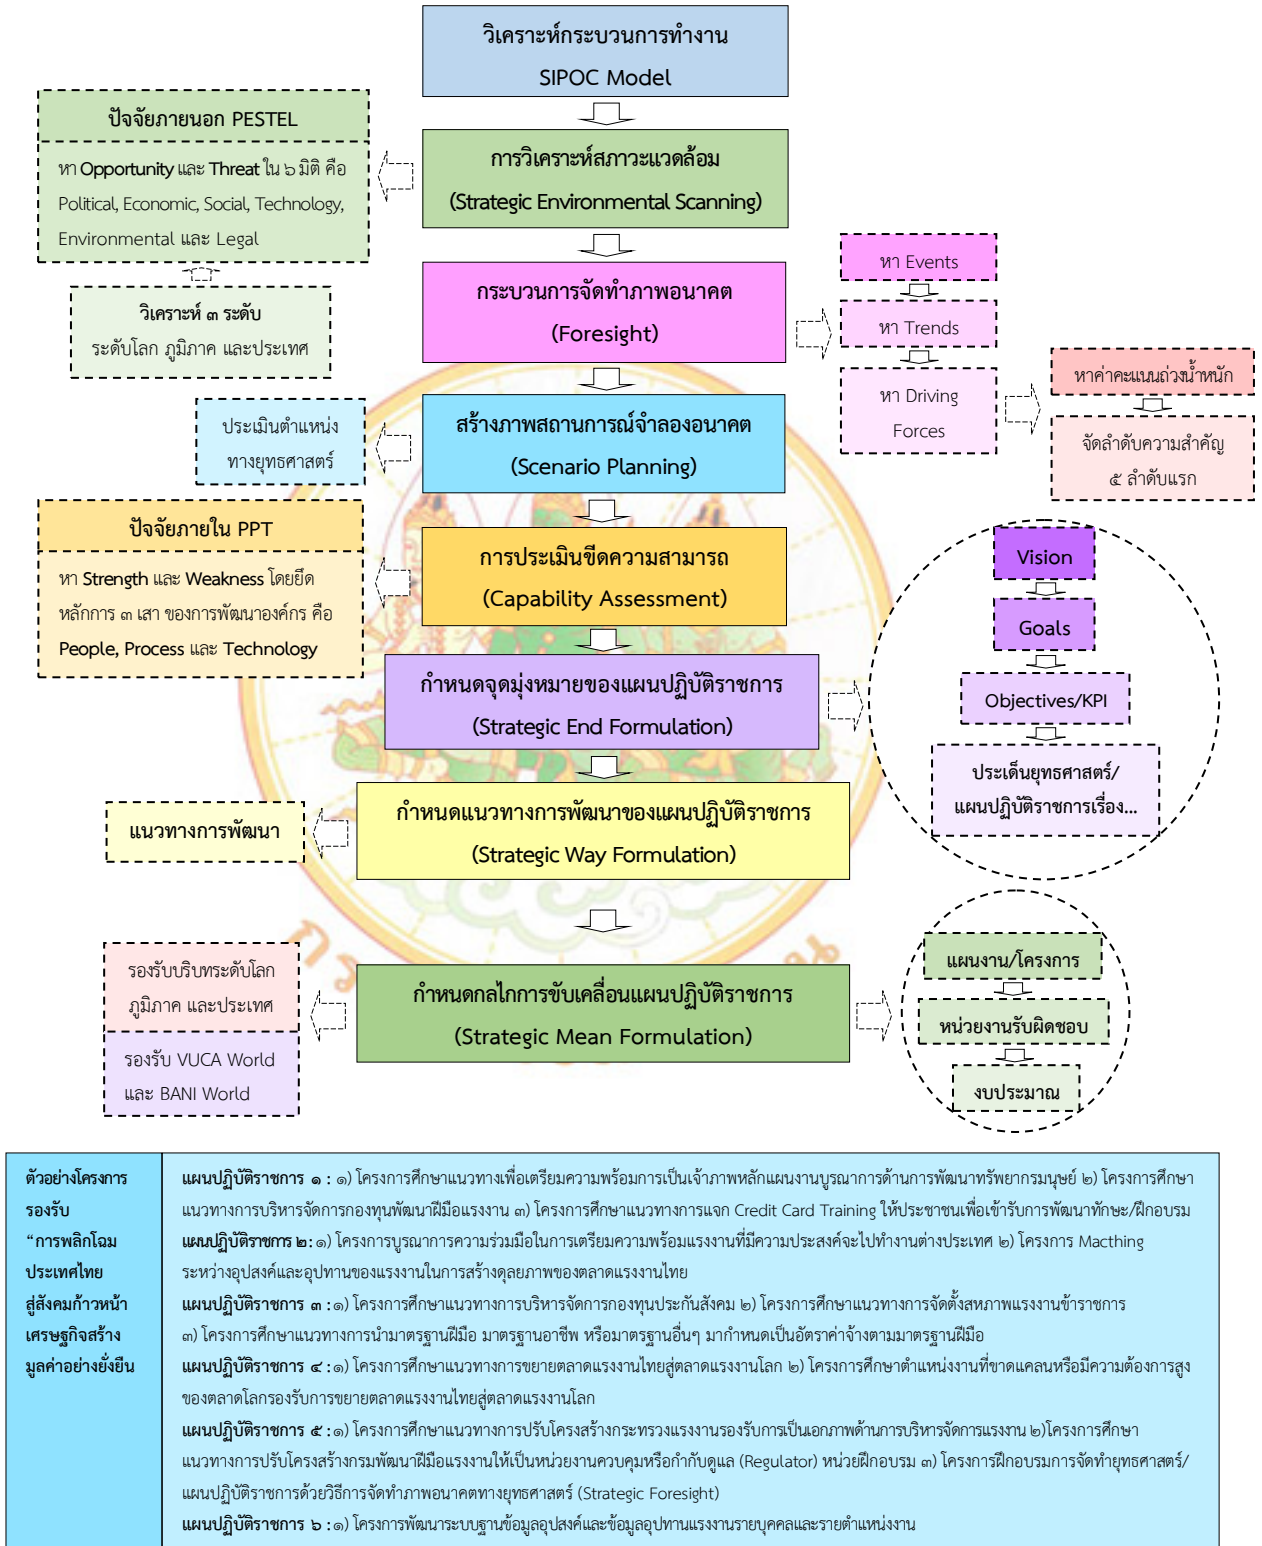 วิเคราะห์กระบวนการทำงาน
SIPOC Model
ปัจจัยภายนอก PESTEL
หา Opportunity และ Threat ใน ๖ มิติ คือ
Political, Economic, Social, Technology,
Environmental และ Legal
การวิเคราะห์สภาวะแวดล้อม
(Strategic Environmental Scanning)
วิเคราะห์ ๓ ระดับ
ระดับโลก ภูมิภาค และประเทศ
กระบวนการจัดทำภาพอนาคต
(Foresight)
หา Events
หา Trends
หา Driving
Forces
หาค่าคะแนนถ่วงน้ำหนัก
จัดลำดับความสำคัญ
๕ ลำดับแรก
ประเมินตำแหน่ง
ทางยุทธศาสตร์
สร้างภาพสถานการณ์จำลองอนาคต
(Scenario Planning)
ปัจจัยภายใน PPT
หา Strength และ Weakness โดยยึด
หลักการ ๓ เสา ของการพัฒนาองค์กร คือ
People, Process และ Technology
การประเมินขีดความสามารถ
(Capability Assessment)
กำหนดจุดมุ่งหมายของแผนปฏิบัติราชการ
(Strategic End Formulation)
Vision
Goals
Objectives/KPI
ประเด็นยุทธศาสตร์/
แผนปฏิบัติราชการเรื่อง...
แนวทางการพัฒนา
กำหนดแนวทางการพัฒนาของแผนปฏิบัติราชการ
(Strategic Way Formulation)
รองรับบริบทระดับโลก
ภูมิภาค และประเทศ
รองรับ VUCA World
และ BANI World
กำหนดกลไกการขับเคลื่อนแผนปฏิบัติราชการ
(Strategic Mean Formulation)
แผนงาน/โครงการ
หน่วยงานรับผิดชอบ
งบประมาณ
ตัวอย่างโครงการ
รองรับ
“การพลิกโฉม
ประเทศไทย
สู่สังคมก้าวหน้า
เศรษฐกิจสร้าง
มูลค่าอย่างยั่งยืน
แผนปฏิบัติราชการ ๑ : ๑) โครงการศึกษาแนวทางเพื่อเตรียมความพร้อมการเป็นเจ้าภาพหลักแผนงานบูรณาการด้านการพัฒนาทรัพยากรมนุษย์ ๒) โครงการศึกษา
แนวทางการบริหารจัดการกองทุนพัฒนาฝีมือแรงงาน ๓) โครงการศึกษาแนวทางการแจก Credit Card Training ให้ประชาชนเพื่อเข้ารับการพัฒนาทักษะ/ฝึกอบรม
แผนปฏิบัติราชการ ๒ : ๑) โครงการบูรณาการความร่วมมือในการเตรียมความพร้อมแรงงานที่มีความประสงค์จะไปทำงานต่างประเทศ ๒) โครงการ Macthing
ระหว่างอุปสงค์และอุปทานของแรงงานในการสร้างดุลยภาพของตลาดแรงงานไทย
แผนปฏิบัติราชการ ๓ : ๑) โครงการศึกษาแนวทางการบริหารจัดการกองทุนประกันสังคม ๒) โครงการศึกษาแนวทางการจัดตั้งสหภาพแรงงานข้าราชการ
๓) โครงการศึกษาแนวทางการนำมาตรฐานฝีมือ มาตรฐานอาชีพ หรือมาตรฐานอื่นๆ มากำหนดเป็นอัตราค่าจ้างตามมาตรฐานฝีมือ
แผนปฏิบัติราชการ ๔ : ๑) โครงการศึกษาแนวทางการขยายตลาดแรงงานไทยสู่ตลาดแรงงานโลก ๒) โครงการศึกษาตำแหน่งงานที่ขาดแคลนหรือมีความต้องการสูง
ของตลาดโลกรองรับการขยายตลาดแรงงานไทยสู่ตลาดแรงงานโลก
แผนปฏิบัติราชการ ๕ : ๑) โครงการศึกษาแนวทางการปรับโครงสร้างกระทรวงแรงงานรองรับการเป็นเอกภาพด้านการบริหารจัดการแรงงาน ๒)โครงการศึกษา
แนวทางการปรับโครงสร้างกรมพัฒนาฝีมือแรงงานให้เป็นหน่วยงานควบคุมหรือกำกับดูแล (Regulator) หน่วยฝึกอบรม ๓) โครงการฝึกอบรมการจัดทำยุทธศาสตร์/
แผนปฏิบัติราชการด้วยวิธีการจัดทำภาพอนาคตทางยุทธศาสตร์ (Strategic Foresight)
แผนปฏิบัติราชการ ๖ : ๑) โครงการพัฒนาระบบฐานข้อมูลอุปสงค์และข้อมูลอุปทานแรงงานรายบุคคลและรายตำแหน่งงาน